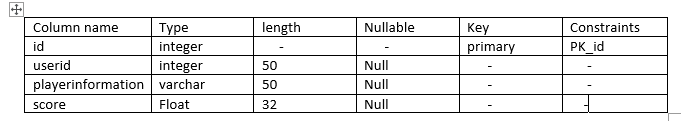 Column name Type length Nullable Key Constraints
id integer - - primary PK_id
userid integer 50 Null - -
playerinformation varchar 50 Null - -
score Float 32 Null - -